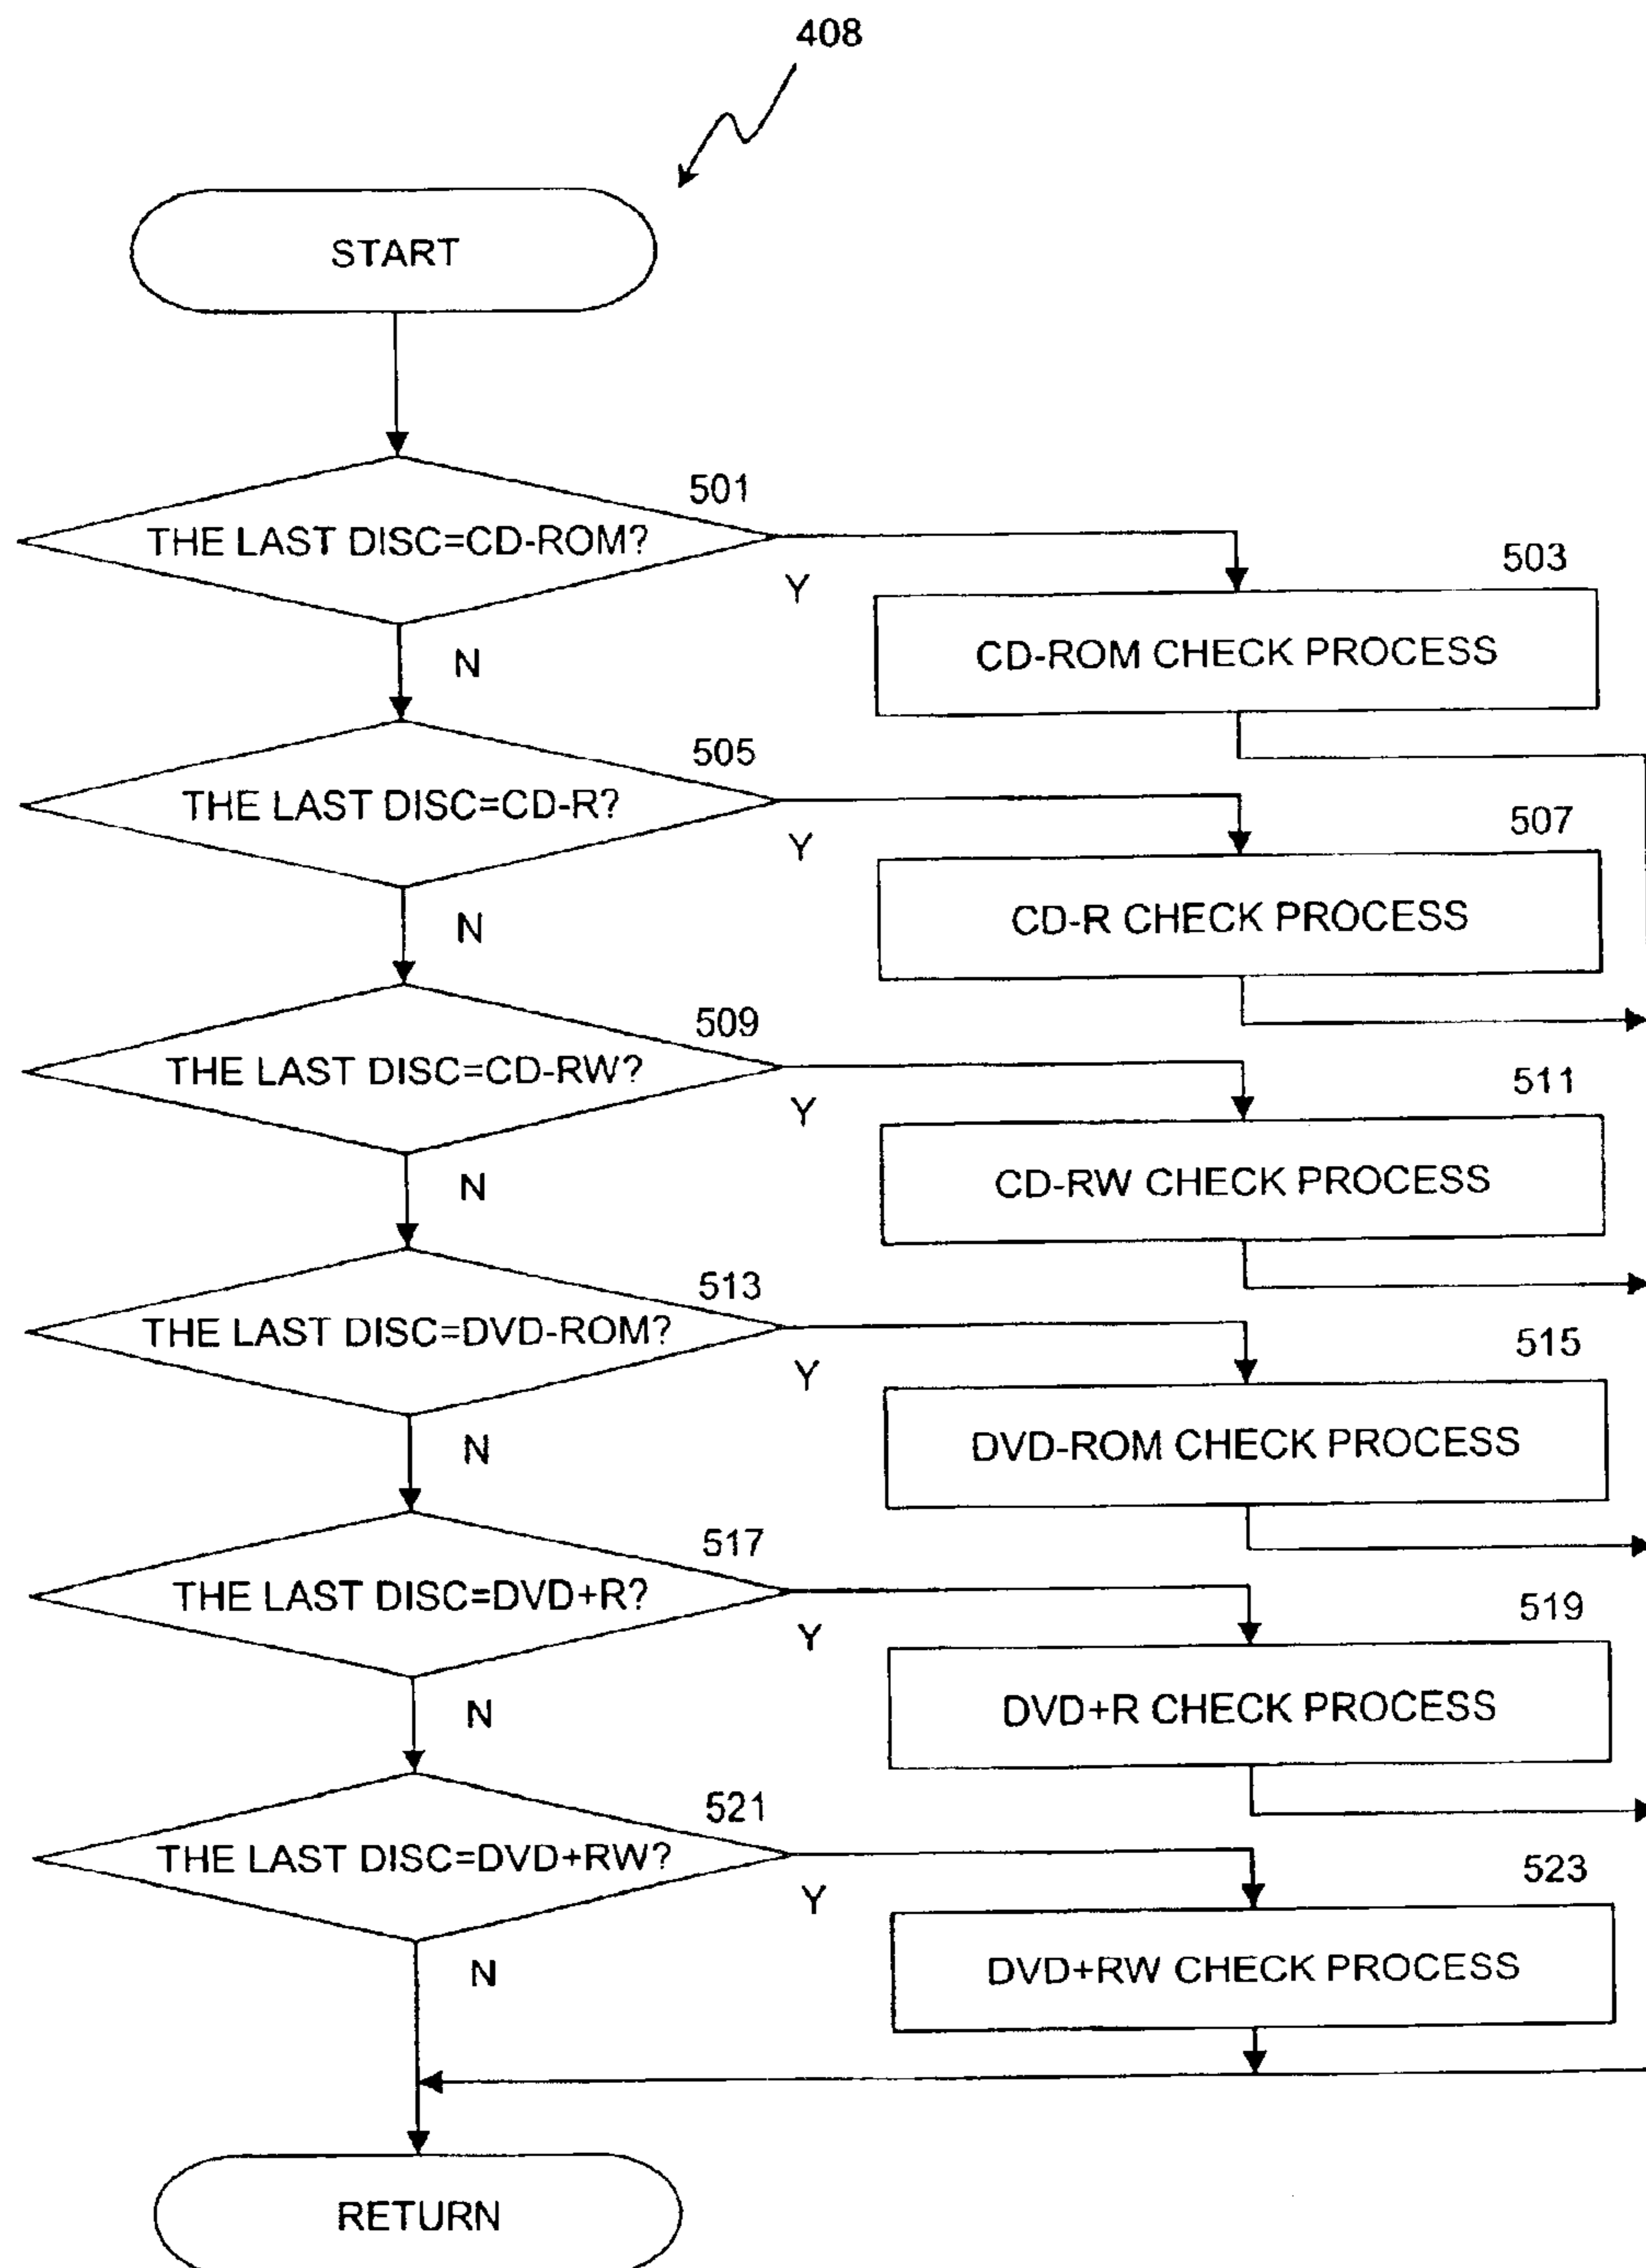 408
START
501
THE LAST DISC=CD-ROM?
Y
503
CD-ROM CHECK PROCESS
N
505
THE LAST DISC=CD-R?
Y
507
CD-R CHECK PROCESS
N
509
THE LAST DISC=CD-RW?
Y
511
CD-RW CHECK PROCESS
N
513
THE LAST DISC=DVD-ROM?
Y
515
DVD-ROM CHECK PROCESS
N
517
THE LAST DISC=DVD+R?
Y
519
DVD+R CHECK PROCESS
N
521
THE LAST DISC=DVD+RW?
Y
523
DVD+RW CHECK PROCESS
N
RETURN